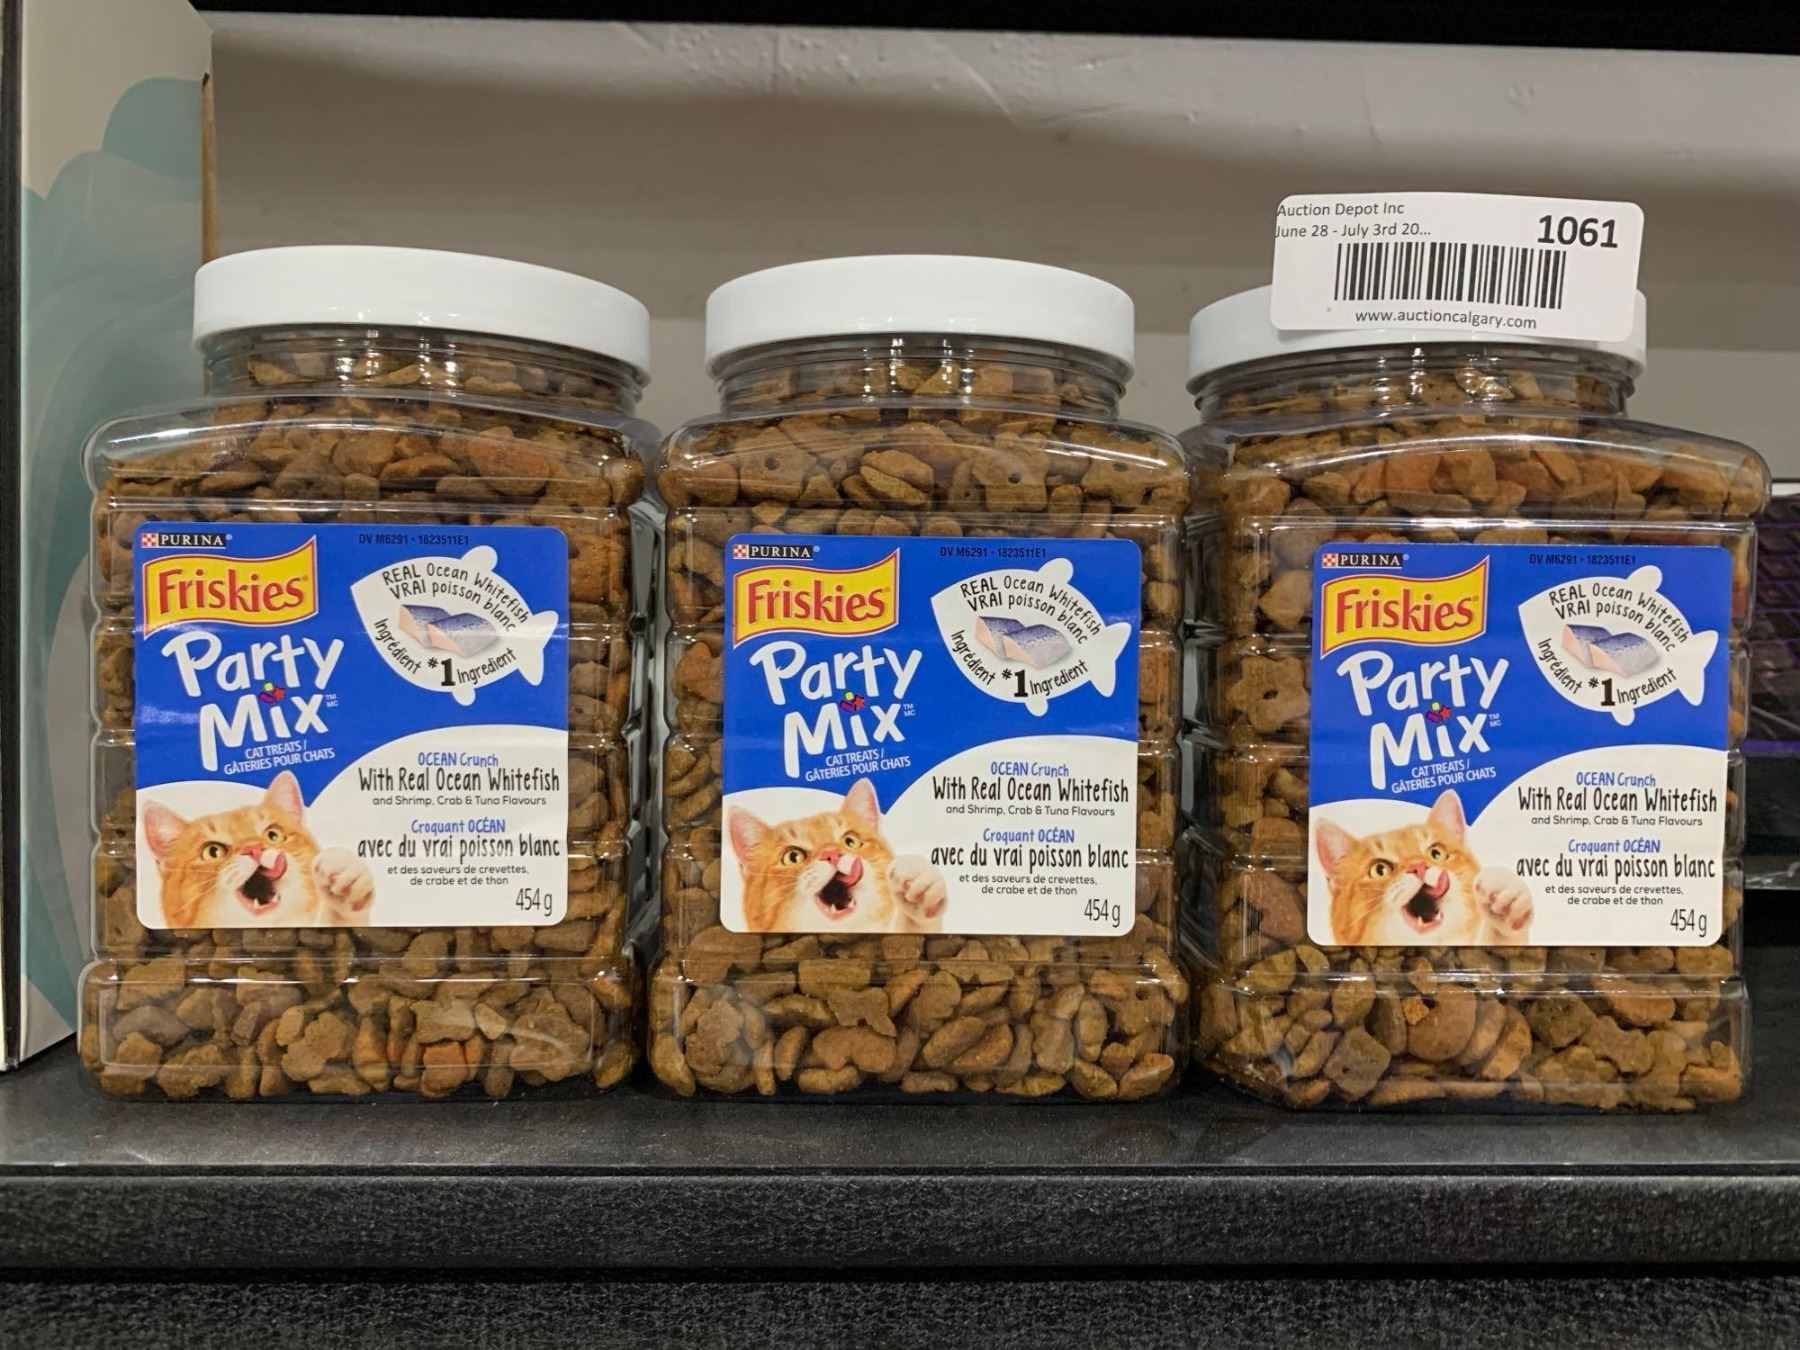 Auction Depot Inc
June 28 - July 3rd 20...
1061
www.auctioncalgary.com
PURINA®
DV M6291 - 1823511E1
Friskies®
REAL Ocean Whitefish
VRAI poisson blanc
Ingrédient #1 Ingredient
Party
Mix TM MC
CAT TREATS /
GÂTERIES POUR CHATS
OCEAN Crunch
With Real Ocean Whitefish
and Shrimp, Crab & Tuna Flavours
Croquant OCÉAN
avec du vrai poisson blanc
et des saveurs de crevettes,
de crabe et de thon
454 g
PURINA®
DV M6291 - 1823511E1
Friskies®
REAL Ocean Whitefish
VRAI poisson blanc
Ingrédient #1 Ingredient
Party
Mix TM MC
CAT TREATS /
GÂTERIES POUR CHATS
OCEAN Crunch
With Real Ocean Whitefish
and Shrimp, Crab & Tuna Flavours
Croquant OCÉAN
avec du vrai poisson blanc
et des saveurs de crevettes,
de crabe et de thon
454 g
PURINA®
DV M6291 - 1823511E1
Friskies®
REAL Ocean Whitefish
VRAI poisson blanc
Ingrédient #1 Ingredient
Party
Mix TM MC
CAT TREATS /
GÂTERIES POUR CHATS
OCEAN Crunch
With Real Ocean Whitefish
and Shrimp, Crab & Tuna Flavours
Croquant OCÉAN
avec du vrai poisson blanc
et des saveurs de crevettes,
de crabe et de thon
454 g